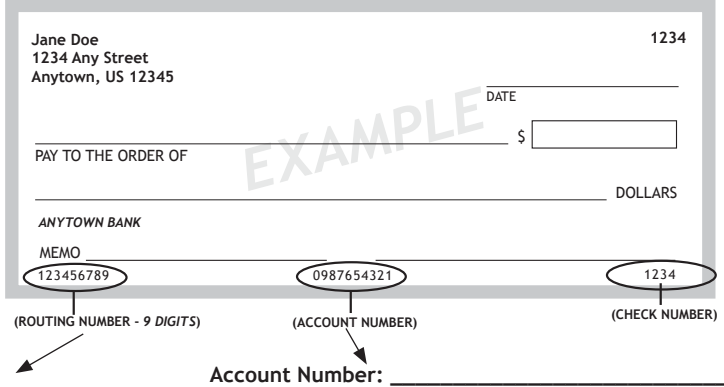 Jane Doe 1234
1234 Any Street
Anytown, US 12345
DATE
EXAMPLE
$
PAY TO THE ORDER OF
DOLLARS
ANYTOWN BANK
MEMO
123456789 0987654321 1234
(ROUTING NUMBER - 9 DIGITS) (ACCOUNT NUMBER) (CHECK NUMBER)
Account Number: